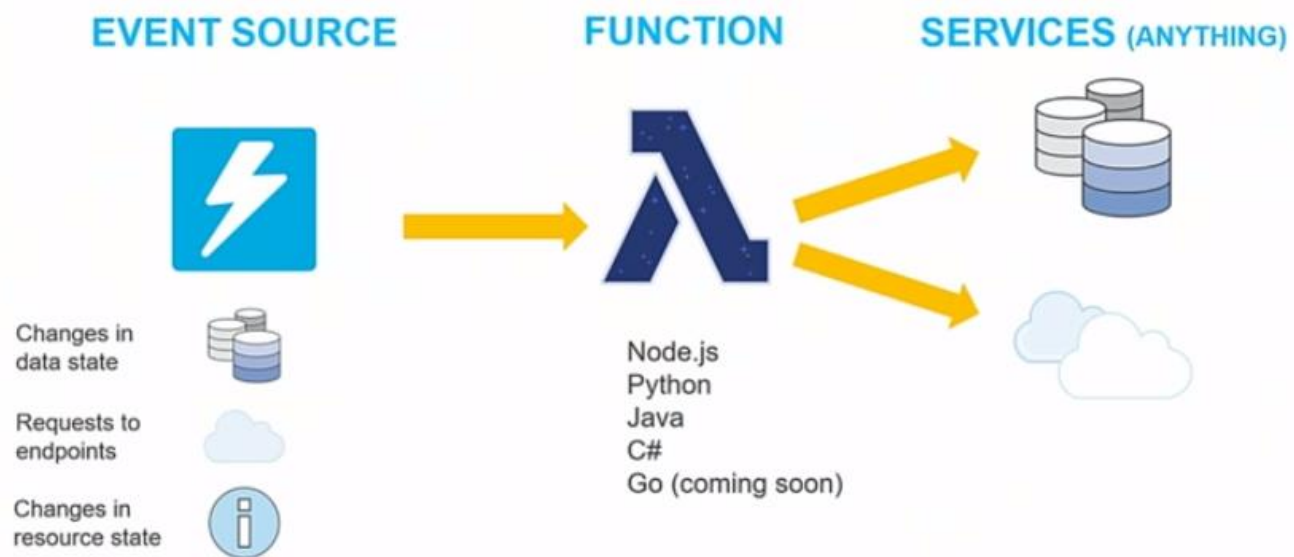 EVENT SOURCE
FUNCTION
SERVICES (ANYTHING)
Changes in
data state
Requests to
endpoints
Changes in
resource state
Node.js
Python
Java
C#
Go (coming soon)